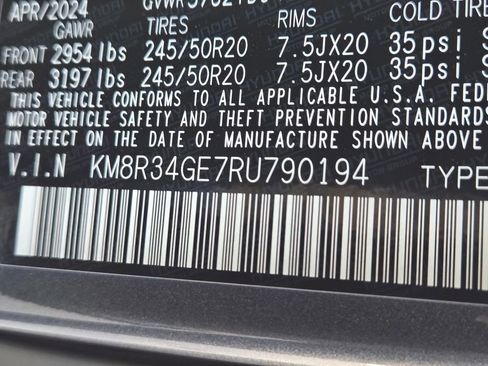 APR/2024
GAWR TIRES RIMS COLD TIRE
FRONT 2954 lbs 245/50R20 7.5JX20 35psi
REAR 3197 lbs 245/50R20 7.5JX20 35psi
THIS VEHICLE CONFORMS TO ALL APPLICABLE U.S.A. FEDE
MOTOR VEHICLE SAFETY AND THEFT PREVENTION STANDARDS
IN EFFECT ON THE DATE OF MANUFACTURE SHOWN ABOVE
V.I.N KM8R34GE7RU790194 TYPE